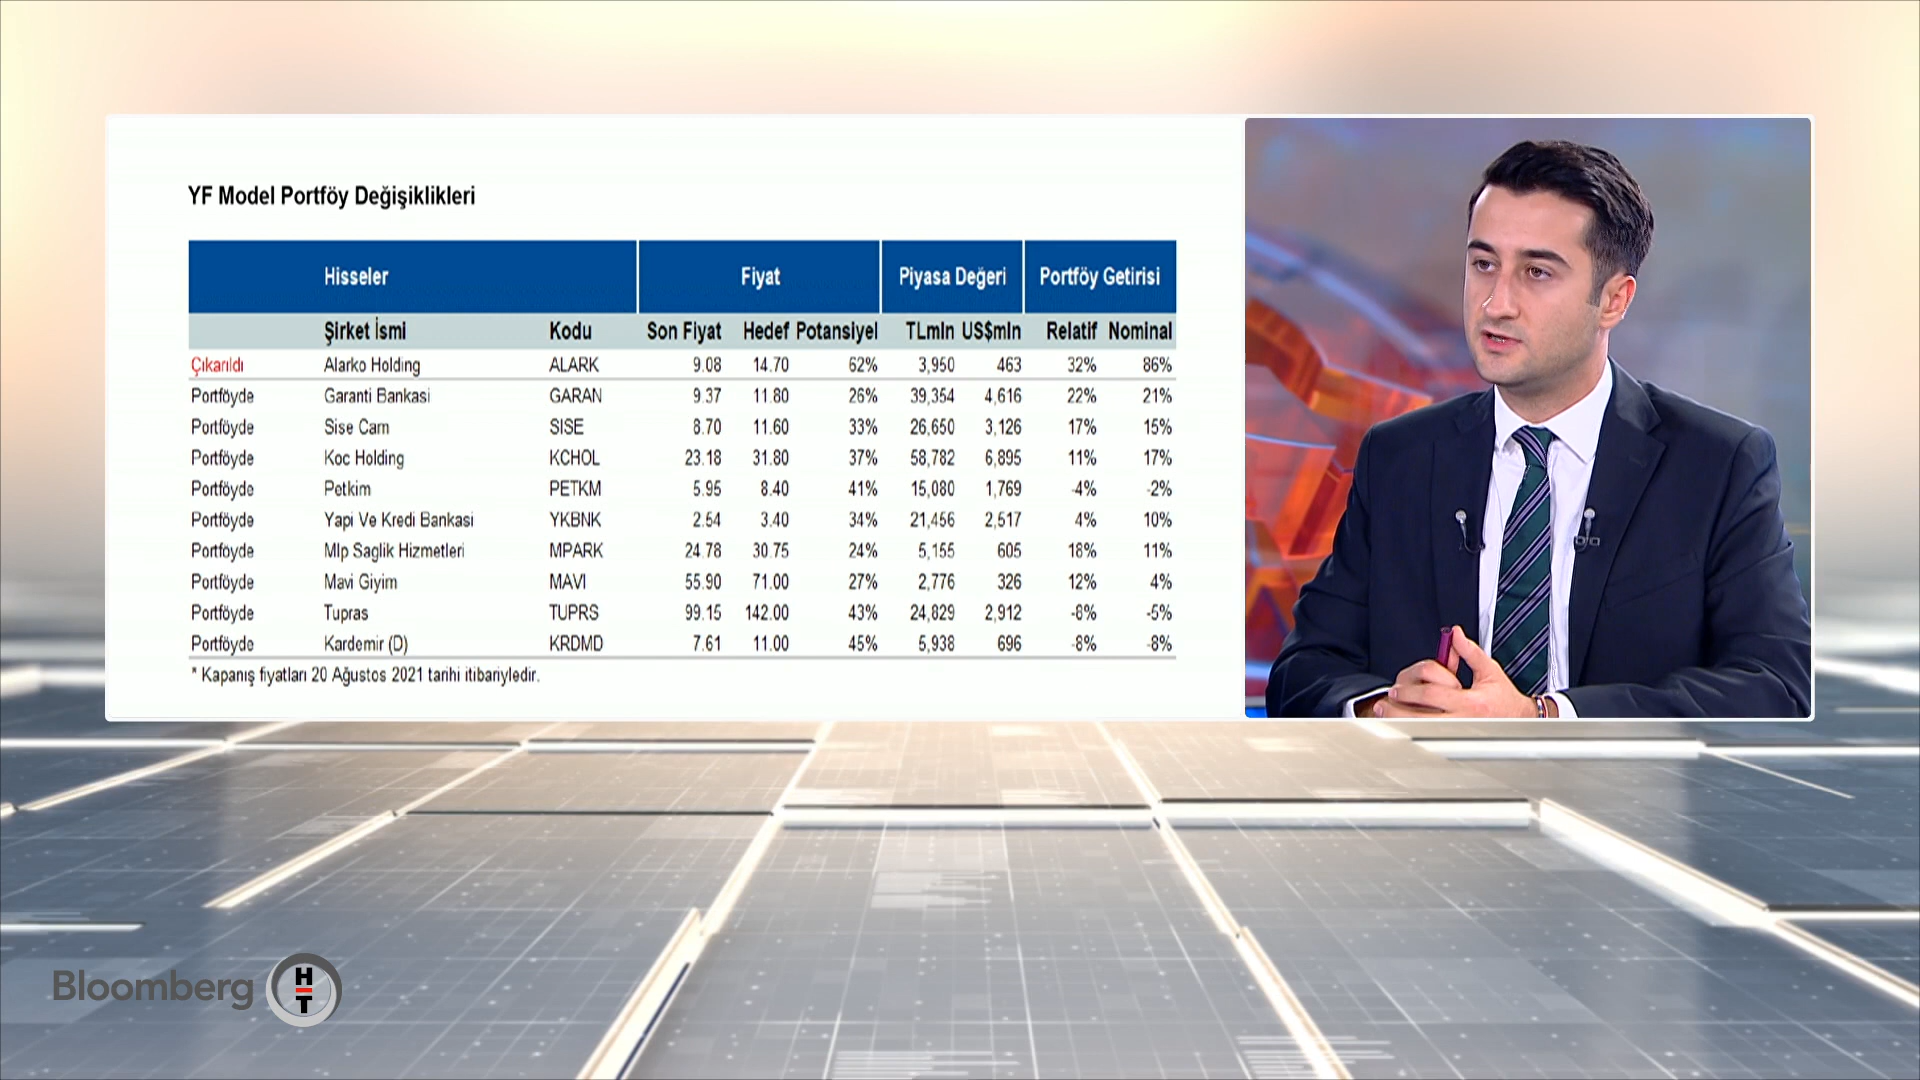 YF Model Portföy Değişiklikleri
Hisseler Fiyat Piyasa Değeri Portföy Getirisi
Şirket İsmi Kodu Son Fiyat Hedef Potansiyel TLmln US$mln Relatif Nominal
Çıkarıldı Alarko Holding ALARK 9.08 14.70 62% 3,950 463 32% 86%
Portföyde Garanti Bankasi GARAN 9.37 11.80 26% 39,354 4,616 22% 21%
Portföyde Sise Cam SISE 8.70 11.60 33% 26,650 3,126 17% 15%
Portföyde Koc Holding KCHOL 23.18 31.80 37% 58,782 6,895 11% 17%
Portföyde Petkim PETKM 5.95 8.40 41% 15,080 1,769 -4% -2%
Portföyde Yapi Ve Kredi Bankasi YKBNK 2.54 3.40 34% 21,456 2,517 4% 10%
Portföyde Mlp Saglik Hizmetleri MPARK 24.78 30.75 24% 5,155 605 18% 11%
Portföyde Mavi Giyim MAVI 55.90 71.00 27% 2,776 326 12% 4%
Portföyde Tupras TUPRS 99.15 142.00 43% 24,829 2,912 -8% -5%
Portföyde Kardemir (D) KRDMD 7.61 11.00 45% 5,938 696 -8% -8%
* Kapanış fiyatları 20 Ağustos 2021 tarihi itibariyledir.
Bloomberg HT